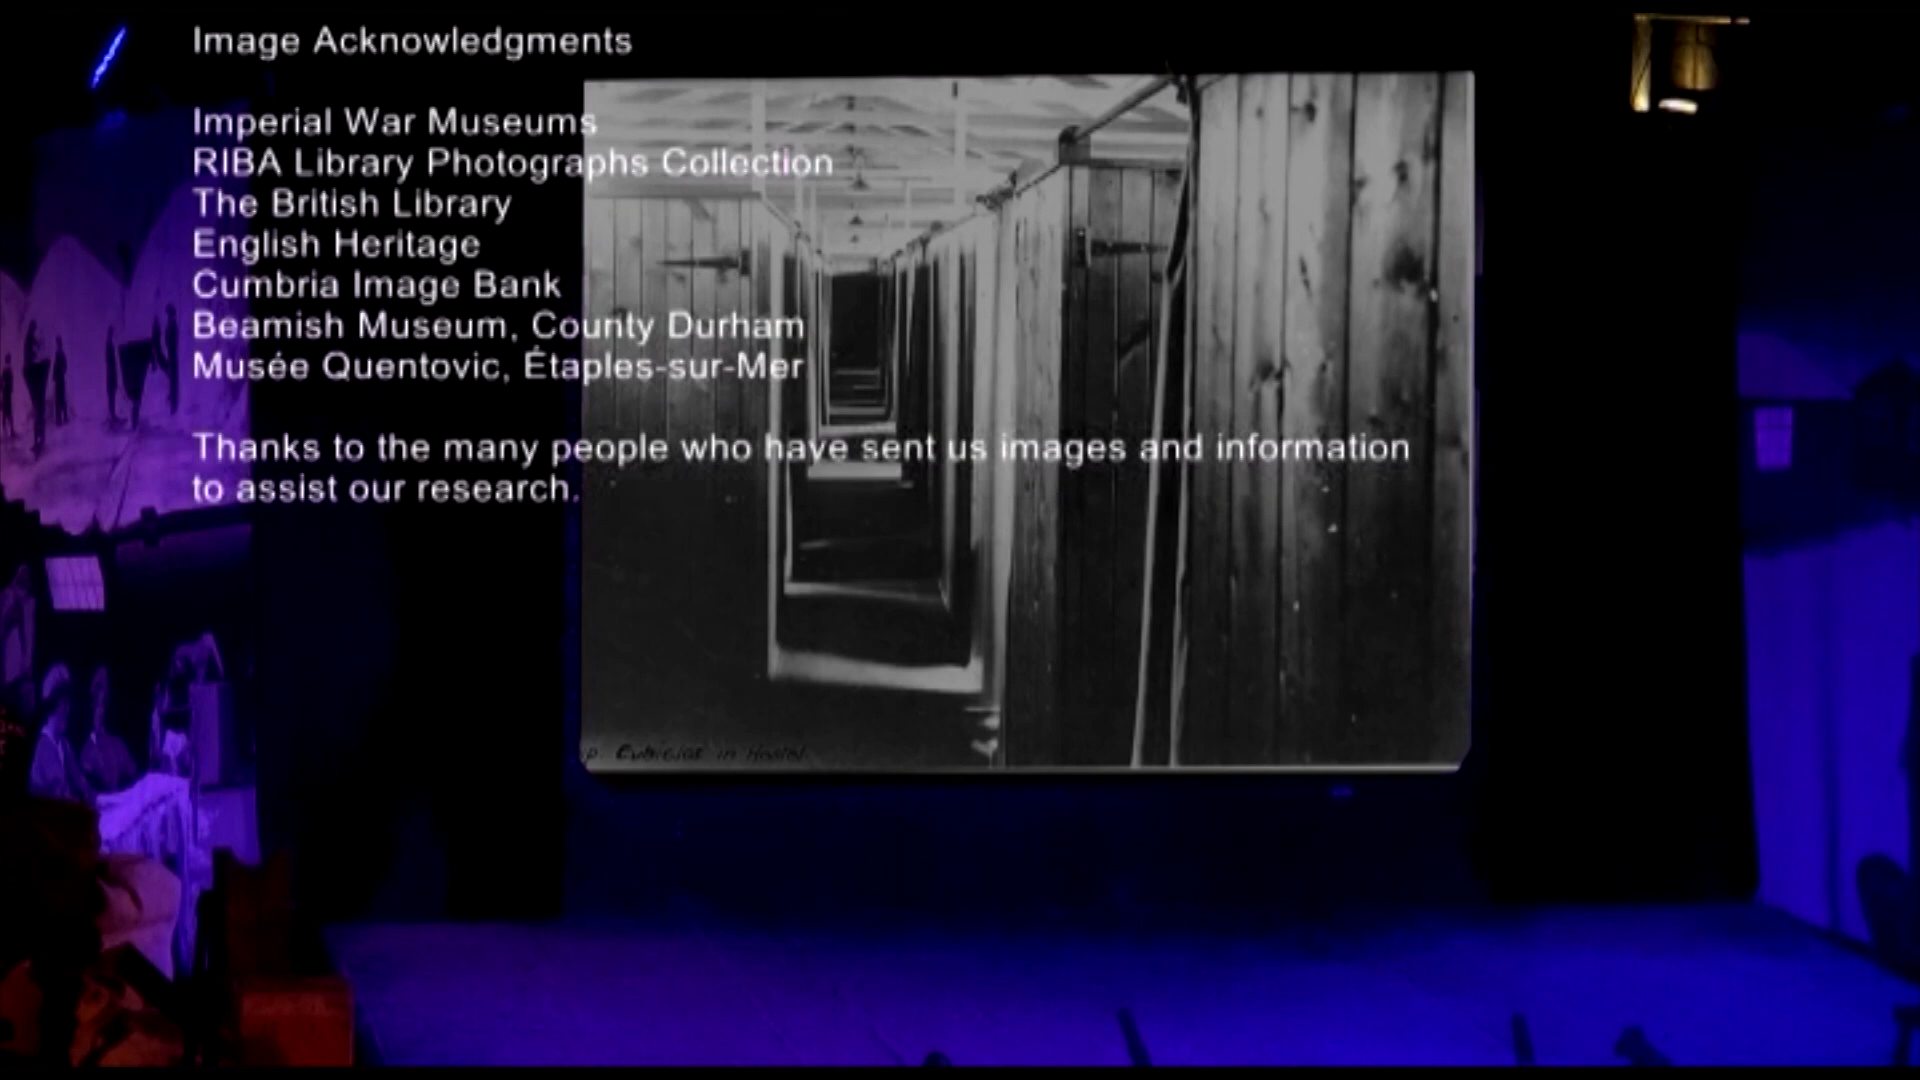 Image Acknowledgments
Imperial War Museums
RIBA Library Photographs Collection
The British Library
English Heritage
Cumbria Image Bank
Beamish Museum, County Durham
Musée Quentovic, Étaples-sur-Mer
Thanks to the many people who have sent us images and information
to assist our research.
Cubicles in Hostel.